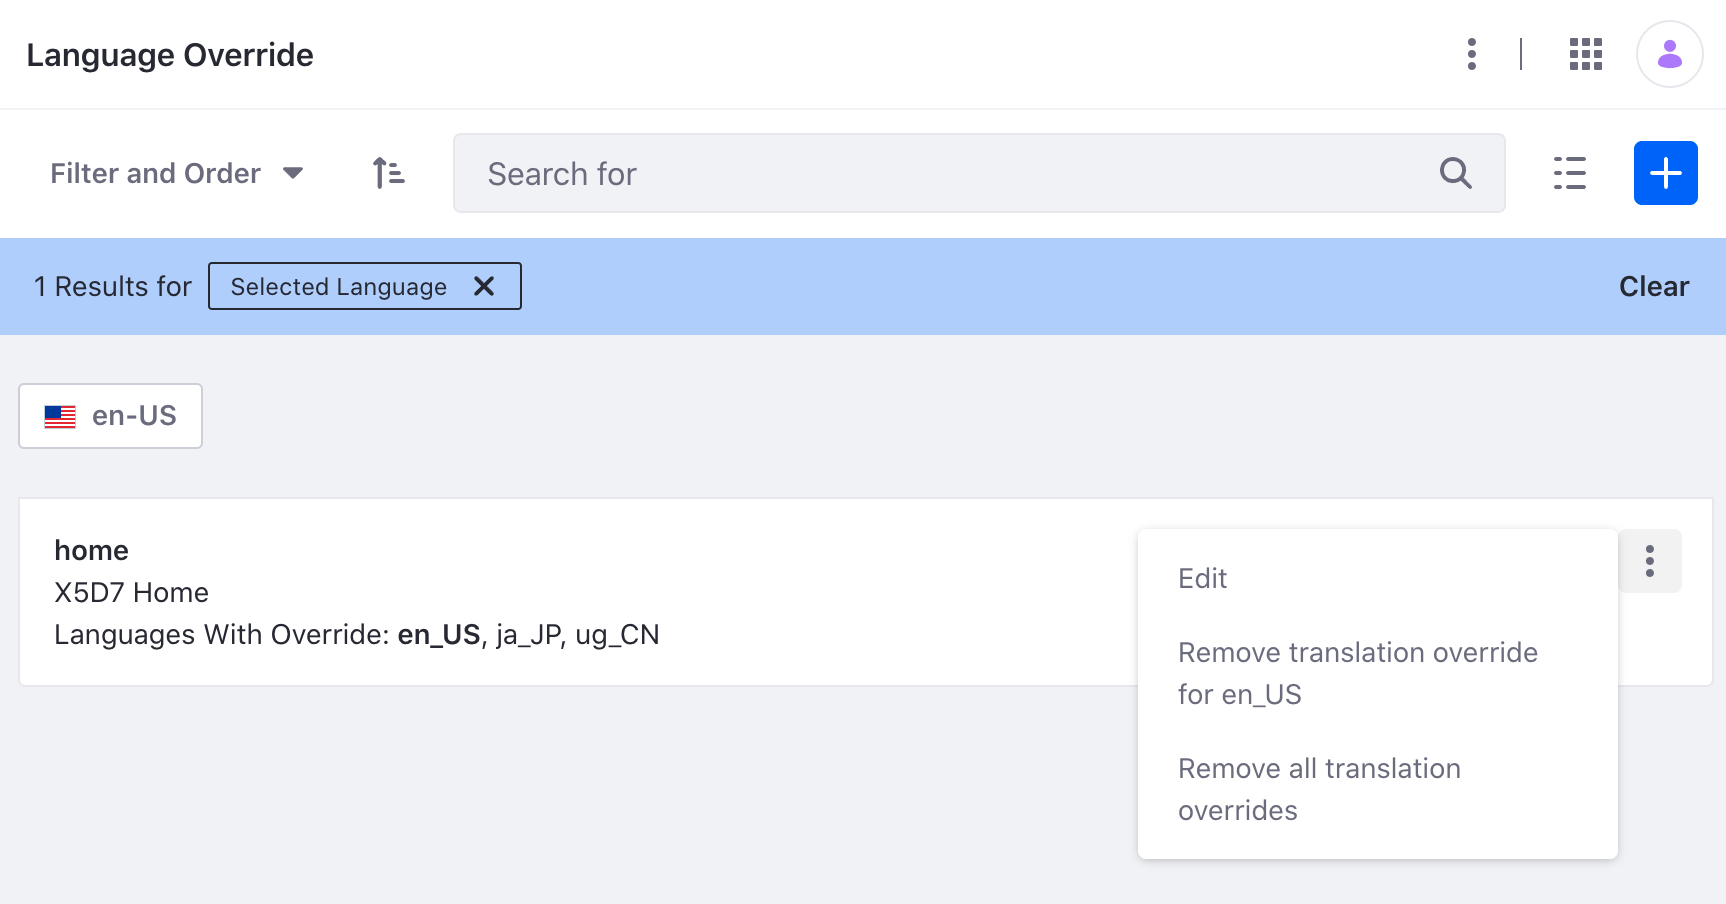 Language Override
Filter and Order
Search for
1 Results for
Selected Language
Clear
en-US
home
X5D7 Home
Languages With Override: en_US, ja_JP, ug_CN
Edit
Remove translation override
for en_US
Remove all translation
overrides